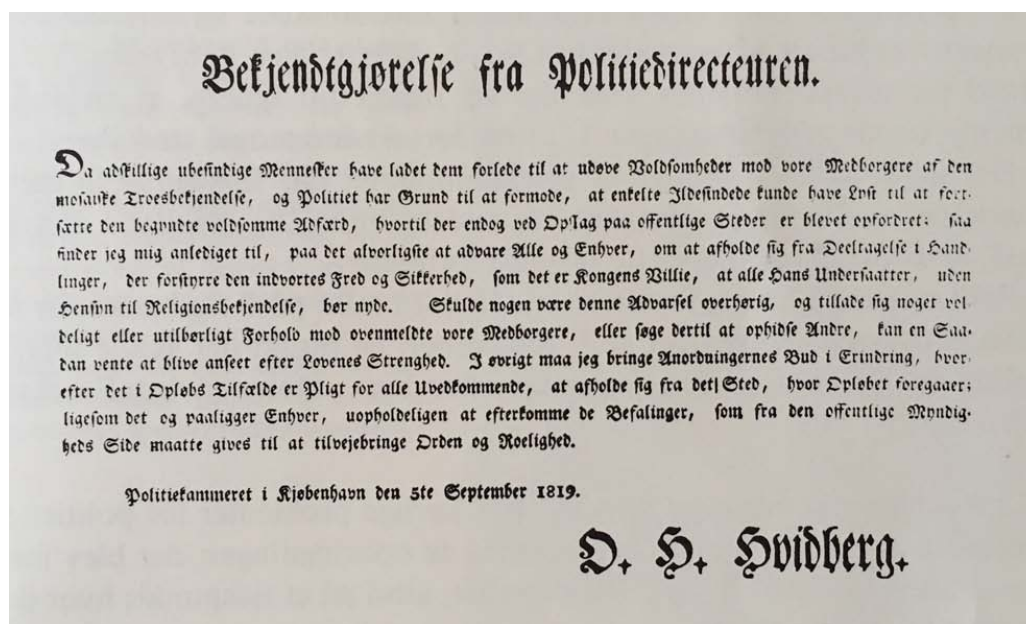 Bekjendtgjørelse fra Politiedirecteuren.
Da adskillige ubesindige Mennesker have ladet dem forlede til at udøve Voldsomheder mod vore Medborgere af den
mosaiske Troesbekjendelse, og Politiet har Grund til at formode, at enkelte Ildesindede kunde have Lyst til at fort-
sætte den begyndte voldsomme Adfærd, hvortil der endog ved Opslag paa offentlige Steder er blevet opfordret: saa
finder jeg mig anlediget til, paa det alvorligste at advare Alle og Enhver, om at afholde sig fra Deeltagelse i Hand-
linger, der forstyrre den indvortes Fred og Sikkerhed, som det er Kongens Villie, at alle Hans Undersaatter, uden
Hensyn til Religionsbekjendelse, bør nyde. Skulde nogen være denne Advarsel overhørig, og tillade sig noget vol-
deligt eller utilbørligt Forhold mod ovenmeldte vore Medborgere, eller søge dertil at ophidse Andre, kan en Saa-
dan vente at blive anseet efter Lovenes Strenghed. I øvrigt maa jeg bringe Anordningernes Bud i Erindring, hvor-
efter det i Opløbs Tilfælde er Pligt for alle Uvedkommende, at afholde sig fra det Sted, hvor Opløbet foregaaer;
ligesom det og paaligger Enhver, uopholdeligen at efterkomme de Befalinger, som fra den offentlige Myndig-
heds Side maatte gives til at tilvejebringe Orden og Roelighed.
Politiekammeret i Kjøbenhavn den 5te September 1819.
O. H. Hvidberg.